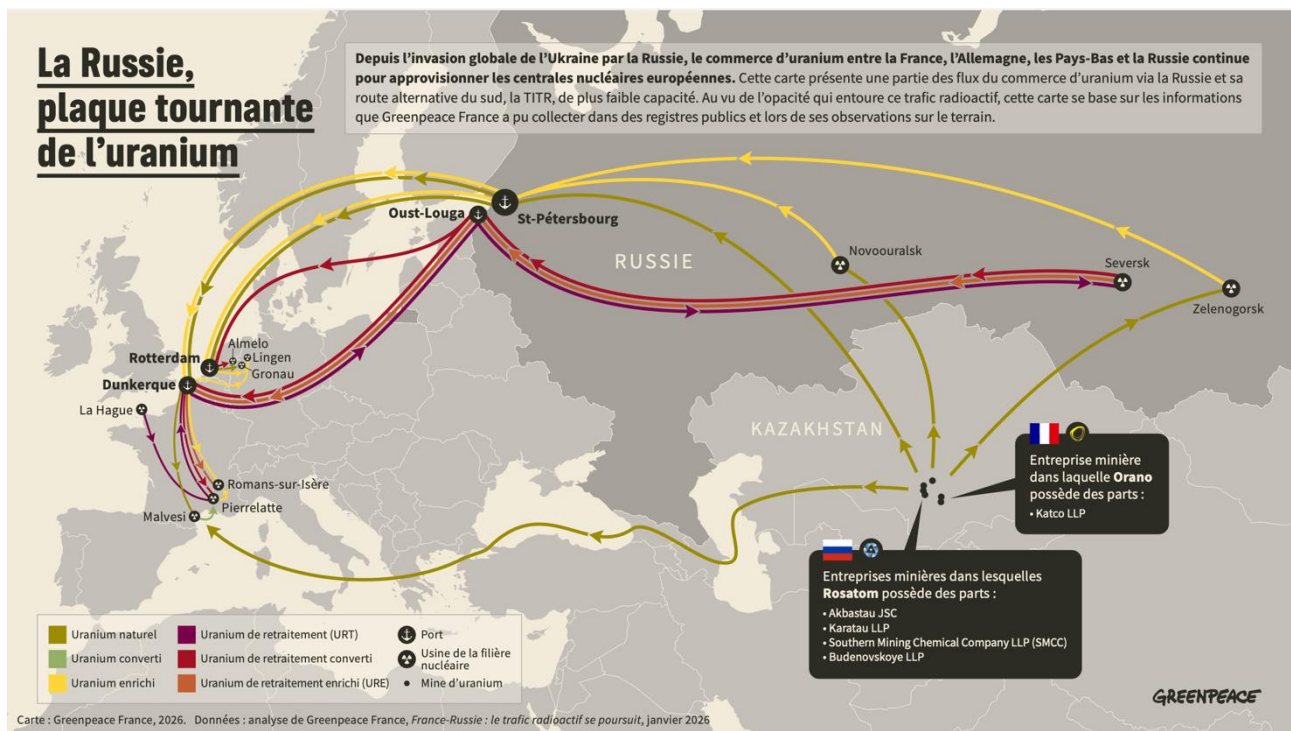 La Russie,
plaque tournante
de l’uranium
Depuis l’invasion globale de l’Ukraine par la Russie, le commerce d’uranium entre la France, l’Allemagne, les Pays-Bas et la Russie continue
pour approvisionner les centrales nucléaires européennes. Cette carte présente une partie des flux du commerce d’uranium via la Russie et sa
route alternative du sud, la TITR, de plus faible capacité. Au vu de l’opacité qui entoure ce trafic radioactif, cette carte se base sur les informations
que Greenpeace France a pu collecter dans des registres publics et lors de ses observations sur le terrain.
Oust-Louga
St-Pétersbourg
RUSSIE
Novoouralsk
Seversk
Zelenogorsk
Almelo
Rotterdam
Lingen
Gronau
Dunkerque
La Hague
KAZAKHSTAN
Romans-sur-Isère
Pierrelatte
Malvesi
Entreprise minière
dans laquelle Orano
possède des parts :
• Katco LLP
Entreprises minières dans lesquelles
Rosatom possède des parts :
• Akbastau JSC
• Karatau LLP
• Southern Mining Chemical Company LLP (SMCC)
• Budenovskoye LLP
Uranium naturel
Uranium converti
Uranium enrichi
Uranium de retraitement (URT)
Uranium de retraitement converti
Uranium de retraitement enrichi (URE)
Port
Usine de la filière
nucléaire
Mine d’uranium
GREENPEACE
Carte : Greenpeace France, 2026. Données : analyse de Greenpeace France, France-Russie : le trafic radioactif se poursuit, janvier 2026